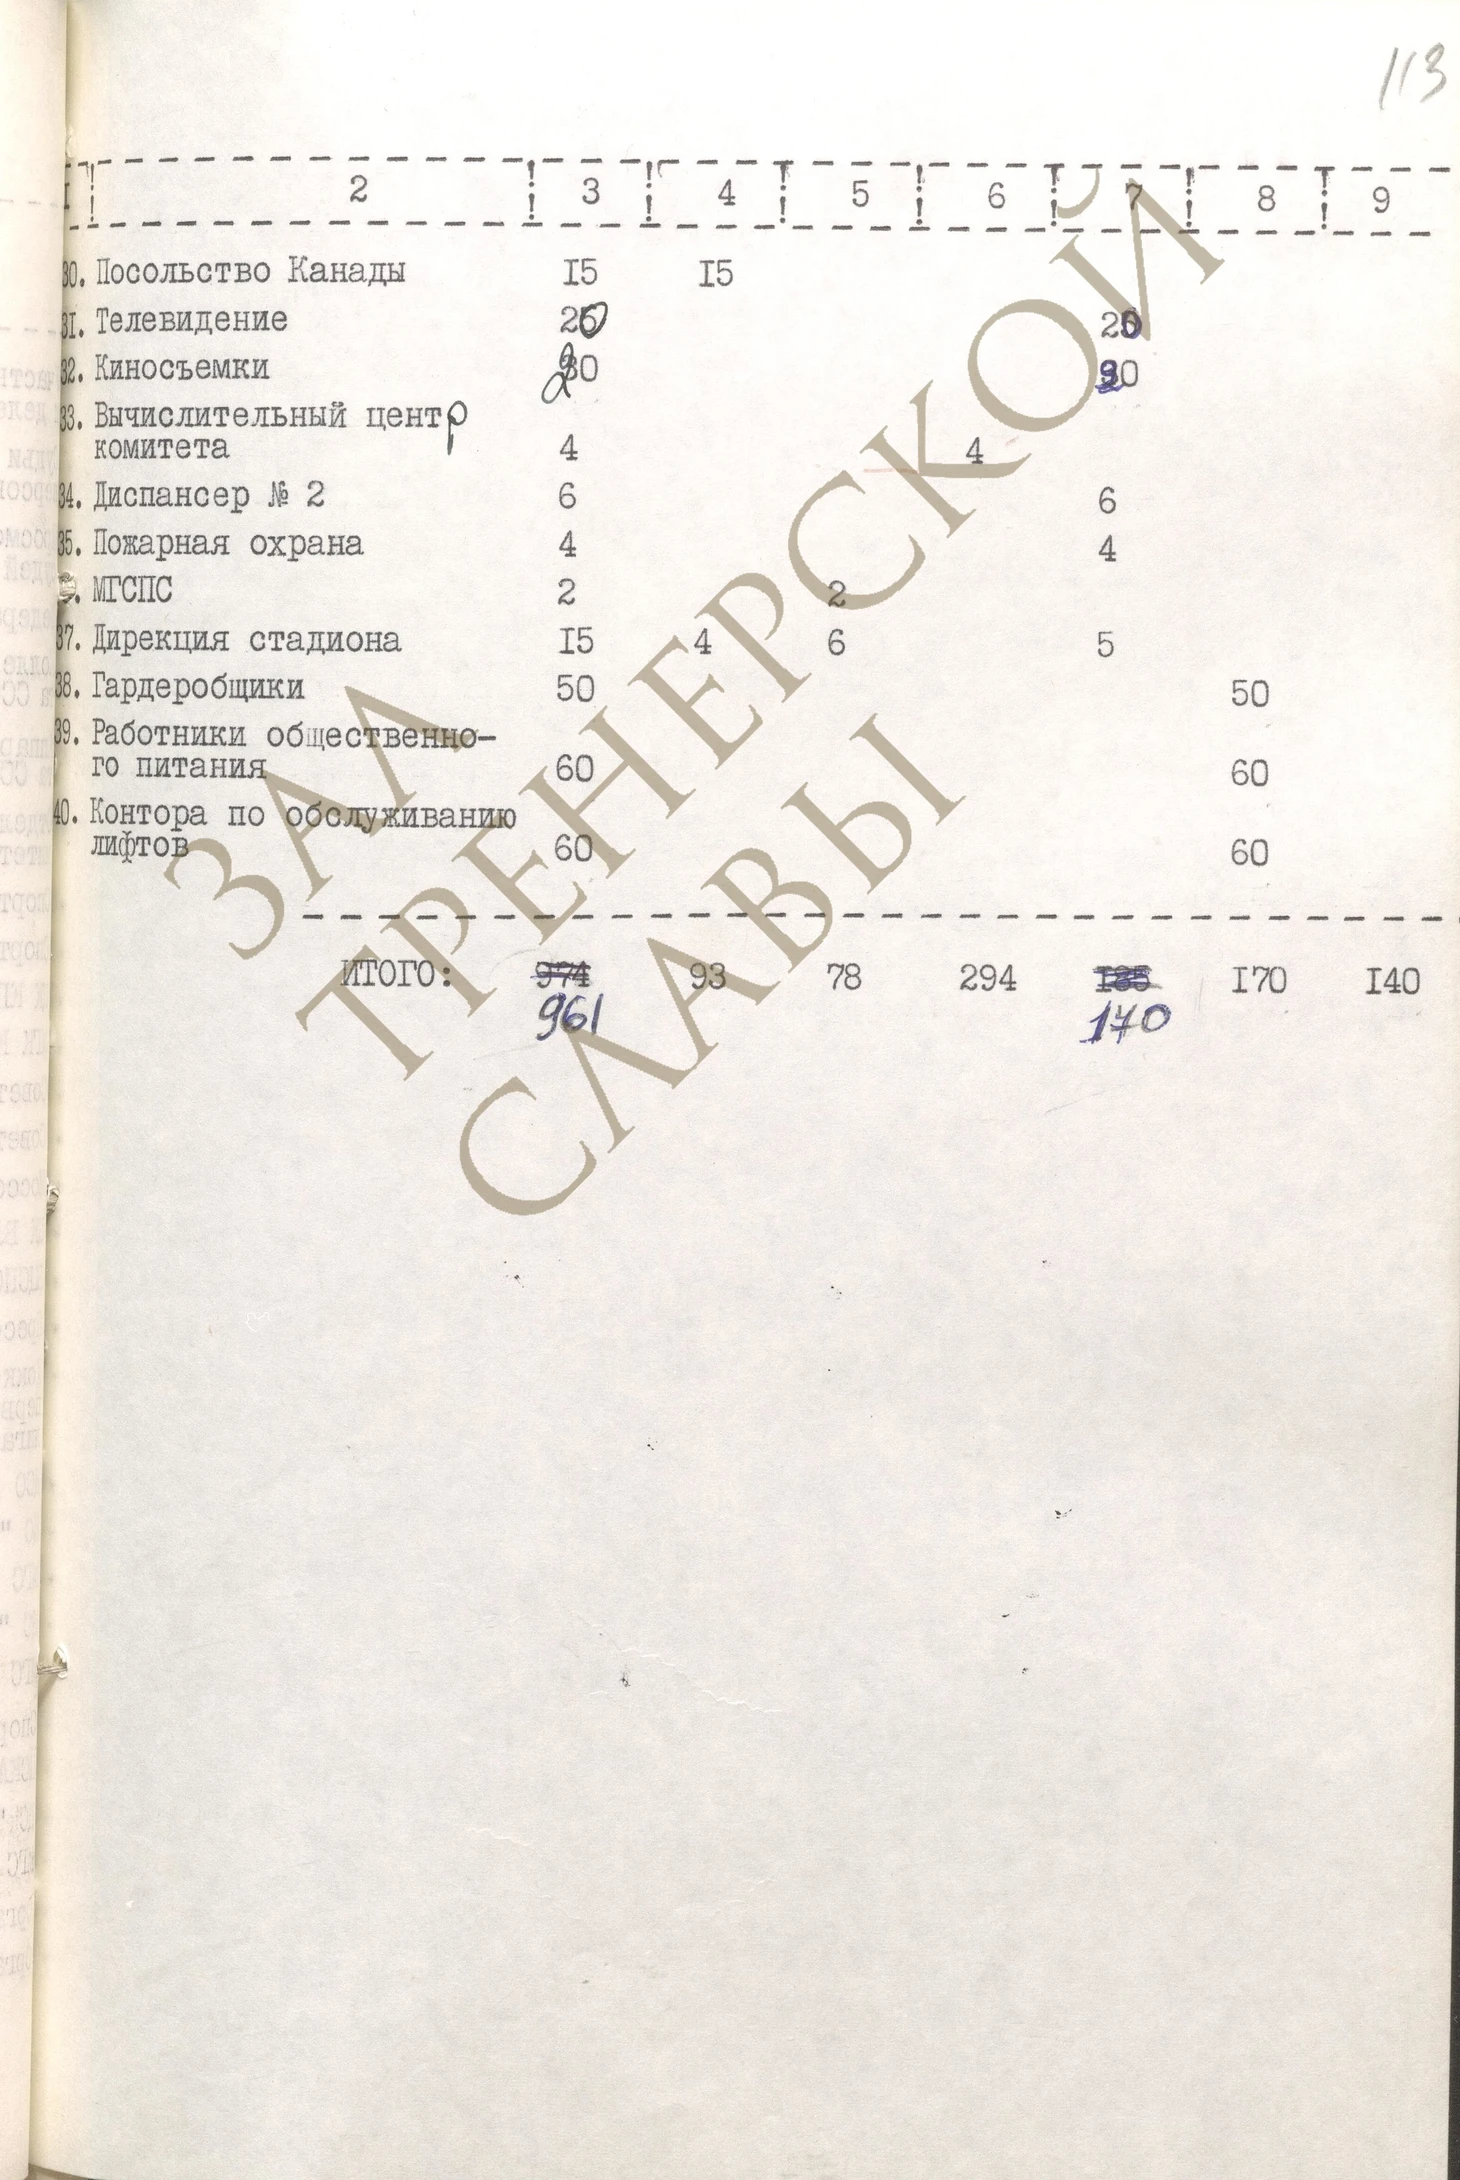 113
I 2 3 4 5 6 7 8 9
30. Посольство Канады I5 I5
31. Телевидение 20 20
32. Киносъемки 20 20
33. Вычислительный центр
комитета 4 4
34. Диспансер № 2 6 6
35. Пожарная охрана 4 4
МГСПС 2 2
37. Дирекция стадиона I5 4 6 5
38. Гардеробщики 50 50
39. Работники общественно-
го питания 60 60
40. Контора по обслуживанию
лифтов 60 60
ИТОГО: 974 93 78 294 185 I70 I40
961 170
ЗАЛ
ТРЕНЕРСКОЙ
СЛАВЫ